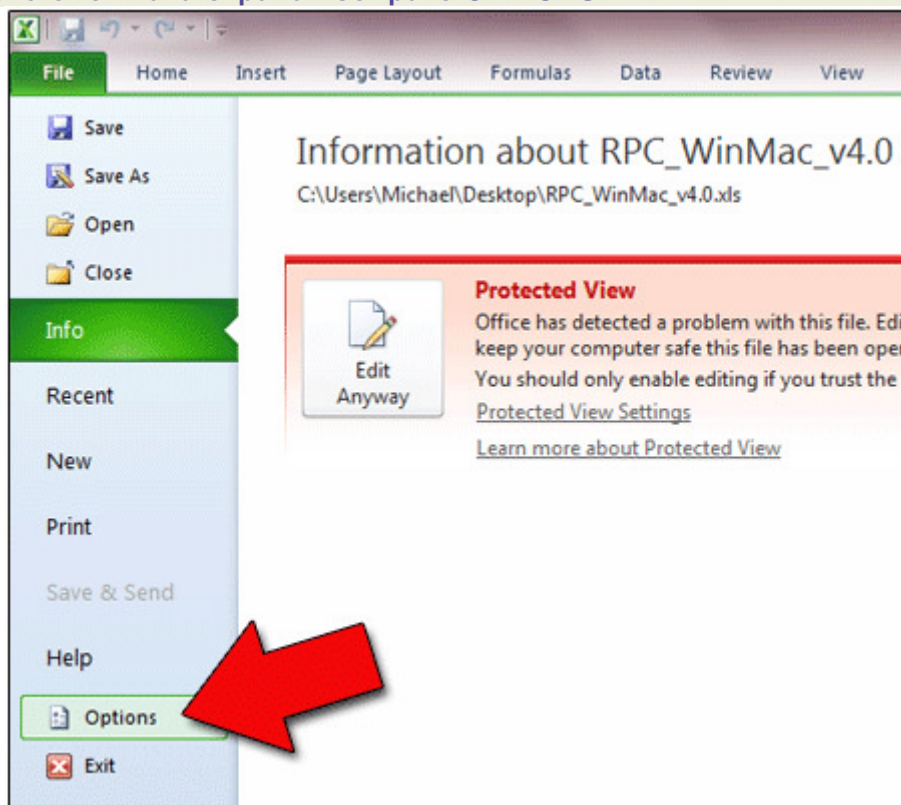 File Home Insert Page Layout Formulas Data Review View
Save
Save As
Open
Close
Info
Recent
New
Print
Save & Send
Help
Options
Exit
Information about RPC_WinMac_v4.0
C:\Users\Michael\Desktop\RPC_WinMac_v4.0.xls
Edit
Anyway
Protected View
Office has detected a problem with this file. Edi
keep your computer safe this file has been oper
You should only enable editing if you trust the
Protected View Settings
Learn more about Protected View